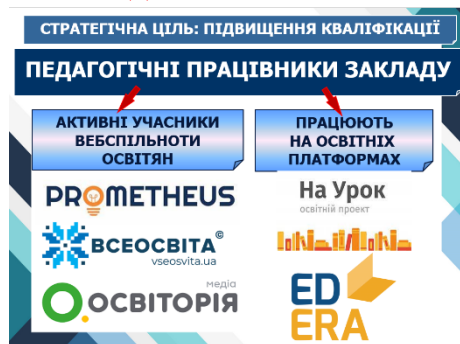 СТРАТЕГІЧНА ЦІЛЬ: ПІДВИЩЕННЯ КВАЛІФІКАЦІЇ
ПЕДАГОГІЧНІ ПРАЦІВНИКИ ЗАКЛАДУ
АКТИВНІ УЧАСНИКИ
ВЕБСПІЛЬНОТИ
ОСВІТЯН
PROMETHEUS
ВСЕОСВІТА©
vseosvita.ua
медіа
ОСВІТОРІЯ
ПРАЦЮЮТЬ
НА ОСВІТНІХ
ПЛАТФОРМАХ
На Урок
освітній проект
ED
ERA